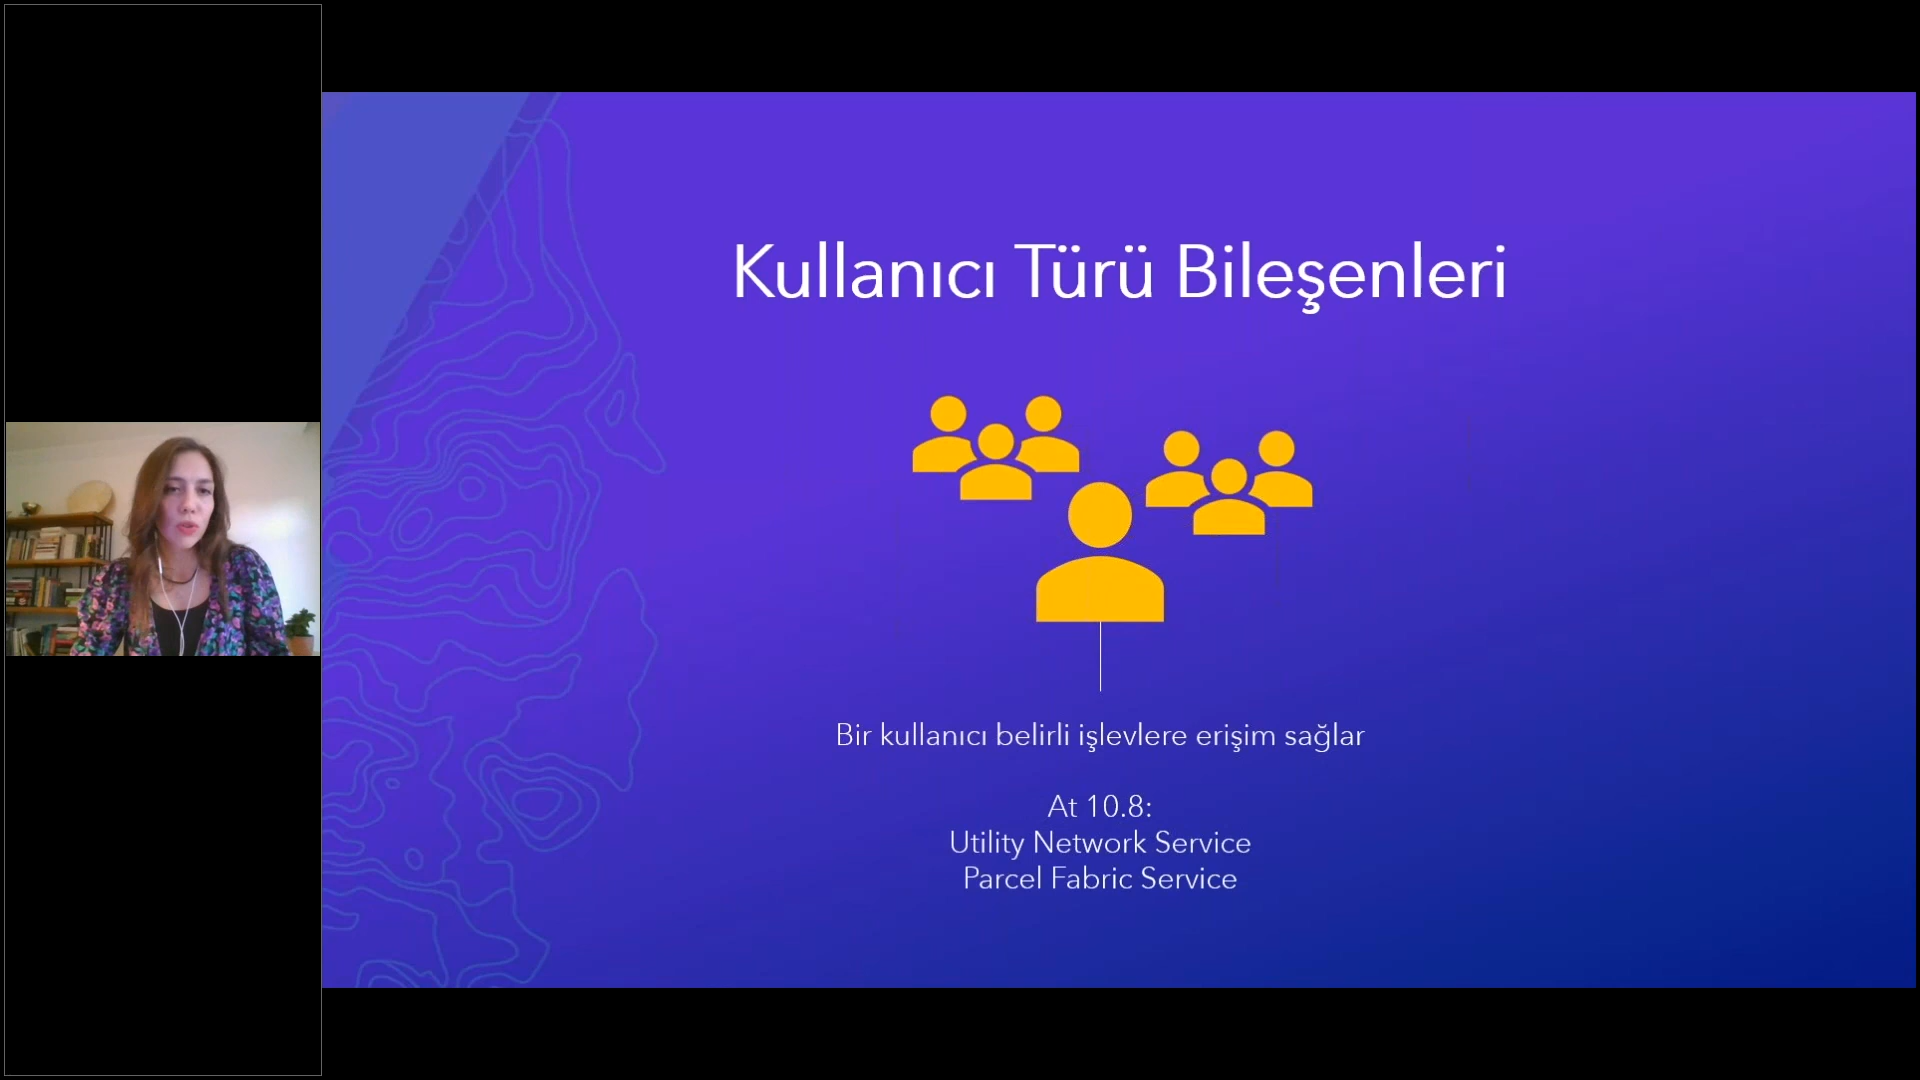 Kullanıcı Türü Bileşenleri
Bir kullanıcı belirli işlevlere erişim sağlar
At 10.8:
Utility Network Service
Parcel Fabric Service